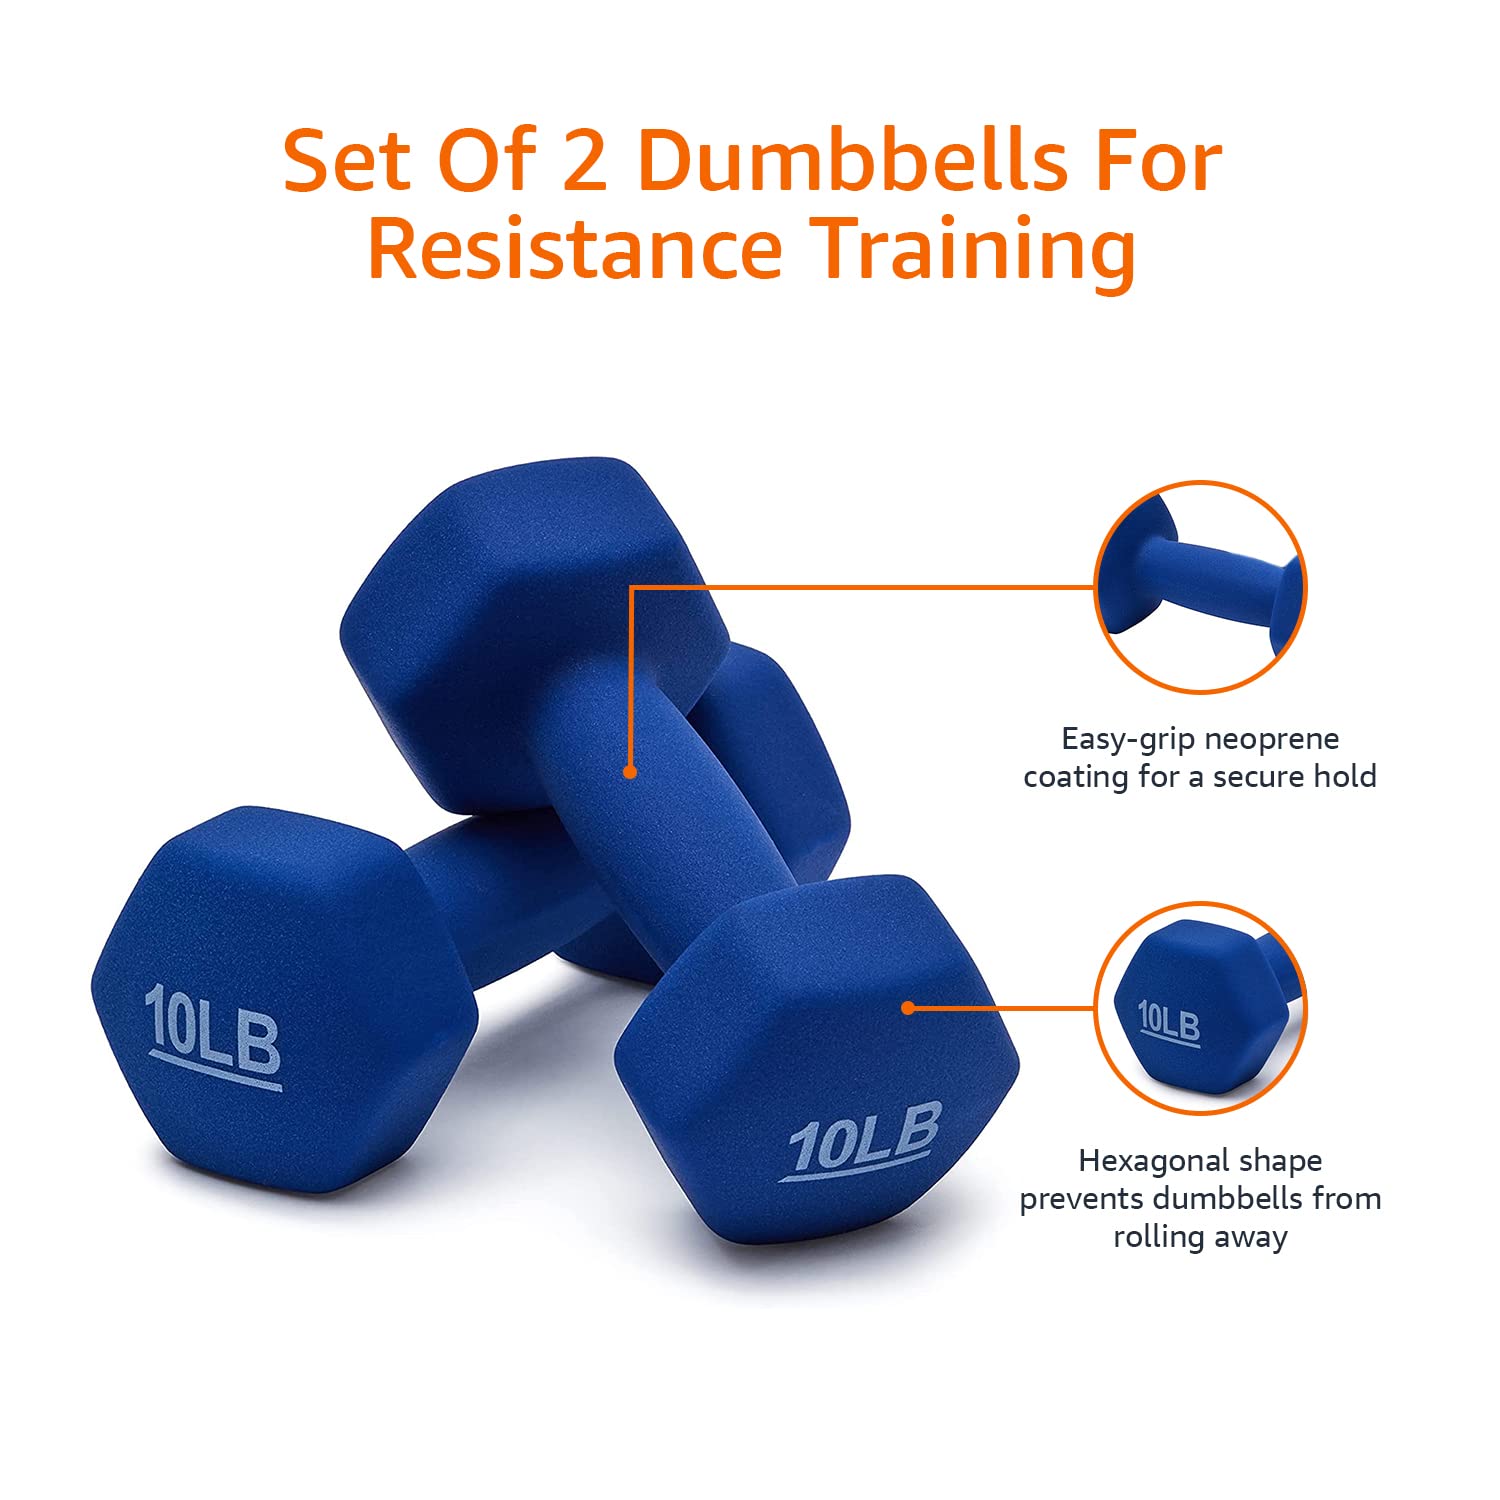 Set Of 2 Dumbbells For
Resistance Training
Easy-grip neoprene
coating for a secure hold
10LB
10LB
10LB
Hexagonal shape
prevents dumbbells from
rolling away